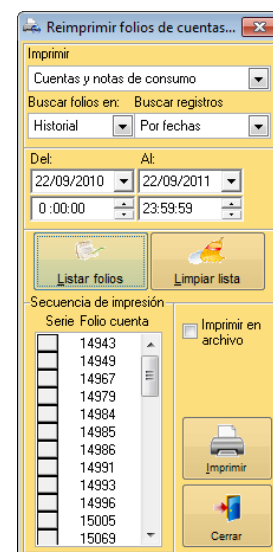 Reimprimir folios de cuentas...
Imprimir
Cuentas y notas de consumo
Buscar folios en: Buscar registros
Historial Por fechas
Del: Al:
22/09/2010 22/09/2011
0:00:00 23:59:59
Listar folios Limpiar lista
Secuencia de impresión
Serie Folio cuenta
14943
14949
14967
14979
14984
14985
14986
14991
14993
14996
15005
15069
Imprimir en
archivo
Imprimir
Cerrar